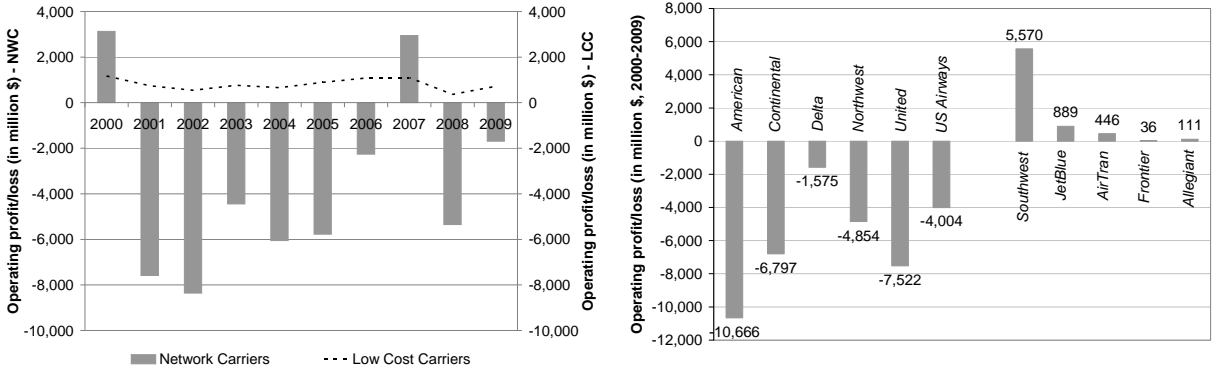 Operating profit/loss (in million $) - NWC
4,000
2,000
0
-2,000
-4,000
-6,000
-8,000
-10,000
2000 2001 2002 2003 2004 2005 2006 2007 2008 2009
4,000
2,000
0
-2,000
-4,000
-6,000
-8,000
-10,000
Operating profit/loss (in million $) - LCC
Network Carriers Low Cost Carriers
Operating profit/loss (in million $, 2000-2009)
8,000
6,000
4,000
2,000
0
-2,000
-4,000
-6,000
-8,000
-10,000
-12,000
American
Continental
Delta
Northwest
United
US Airways
-10,666
-6,797
-1,575
-4,854
-7,522
-4,004
5,570
889
446
36
111
Southwest
JetBlue
AirTran
Frontier
Allegiant